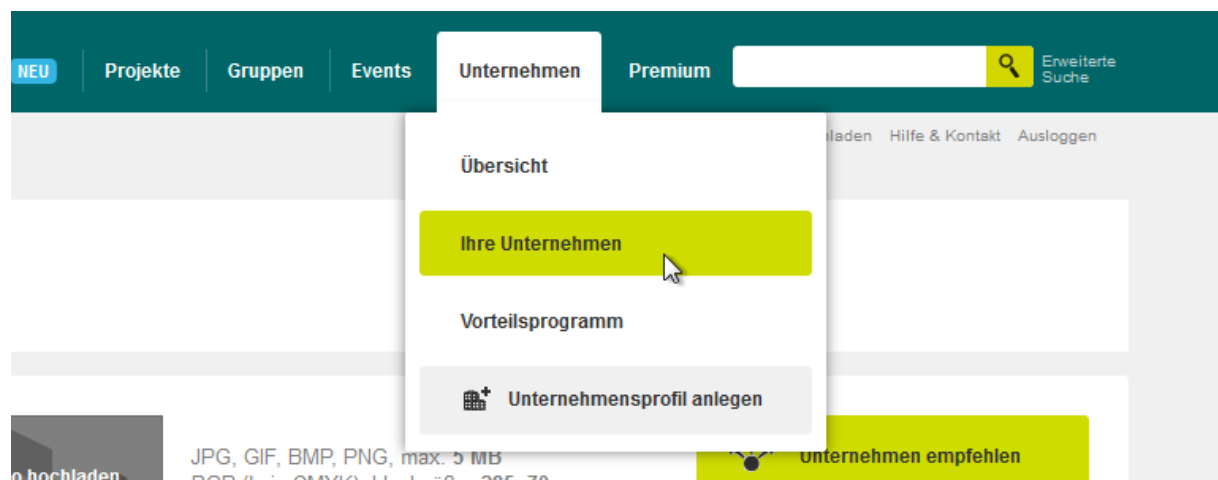 NEU Projekte Gruppen Events Unternehmen Premium Erweiterte
Suche
Hilfe & Kontakt Ausloggen
Übersicht
Ihre Unternehmen
Vorteilsprogramm
Unternehmensprofil anlegen
hochladen
JPG, GIF, BMP, PNG, max. 5 MB
Unternehmen empfehlen